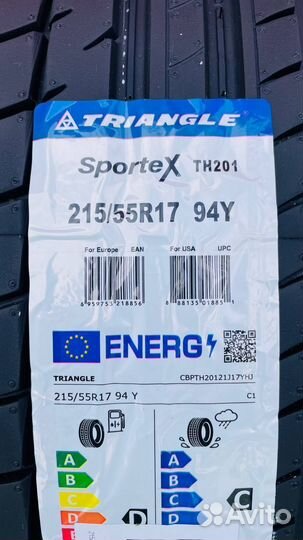 TRIANGLE
SporteX TH201
215/55R17 94Y
For Europe EAN For USA UPC
6 959753 218856 8 88135 01885 1
ENERG
TRIANGLE CBPTH20121J17YHJ
215/55R17 94 Y C1
A A
B B
C C C
D D
Avito